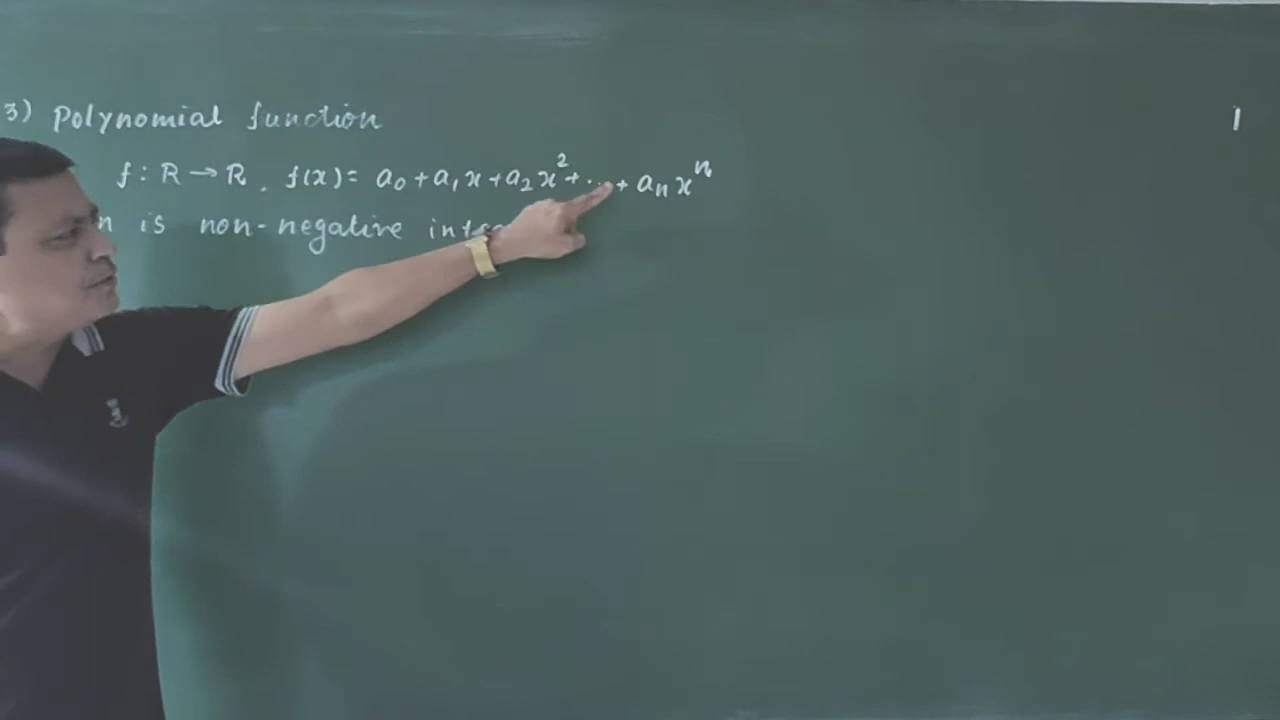 3) Polynomial function
1
f : R → R . f(x) = a₀ + a₁x + a₂x² + ... + aₙxⁿ
n is non-negative